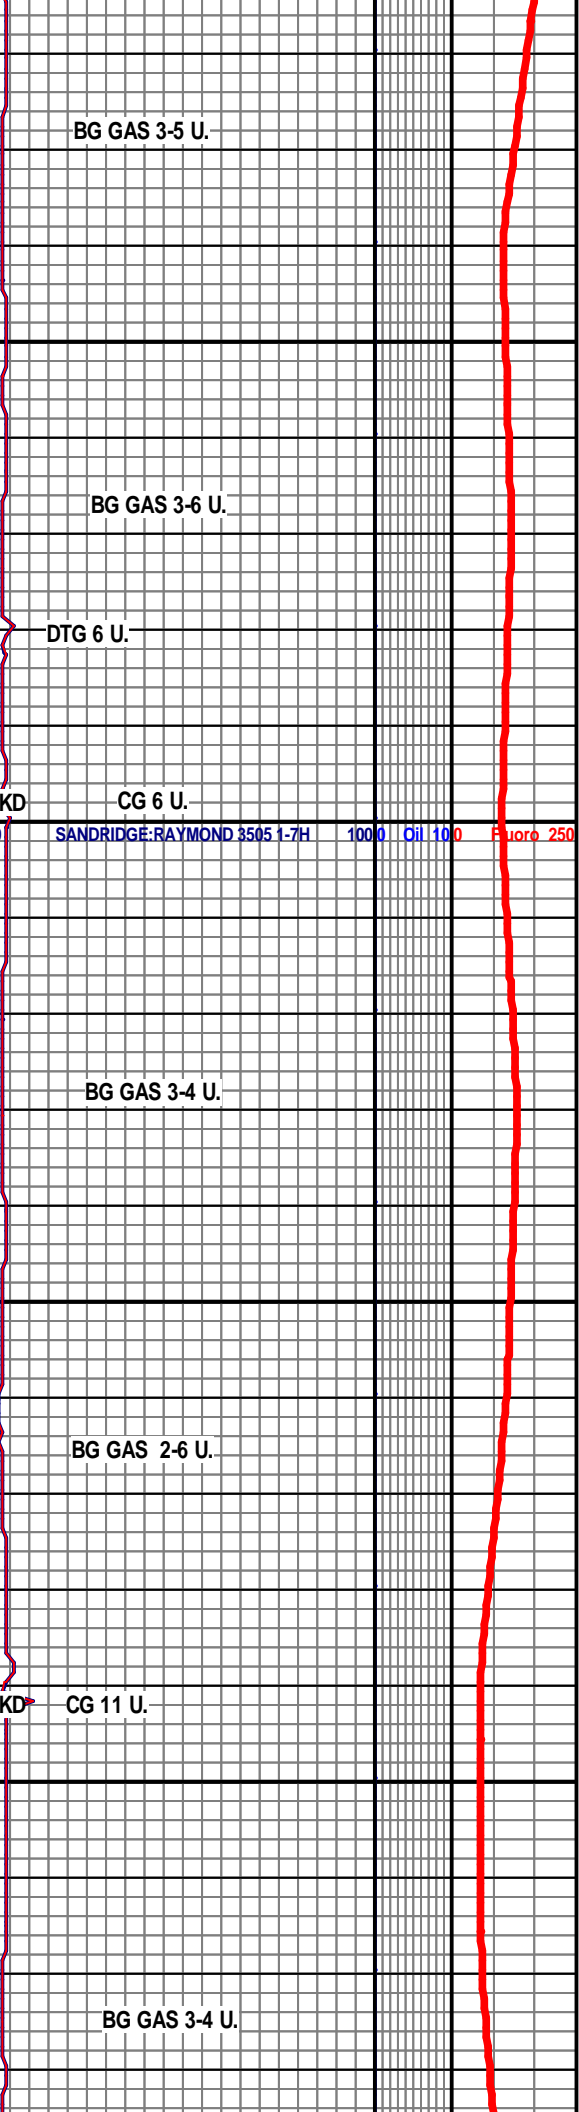 BG GAS 3-5 U.
BG GAS 3-6 U.
DTG 6 U.
KD CG 6 U.
SANDRIDGE:RAYMOND 3505 1-7H 100 0 Oil 10 0 Fluoro 250
BG GAS 3-4 U.
BG GAS 2-6 U.
KD CG 11 U.
BG GAS 3-4 U.